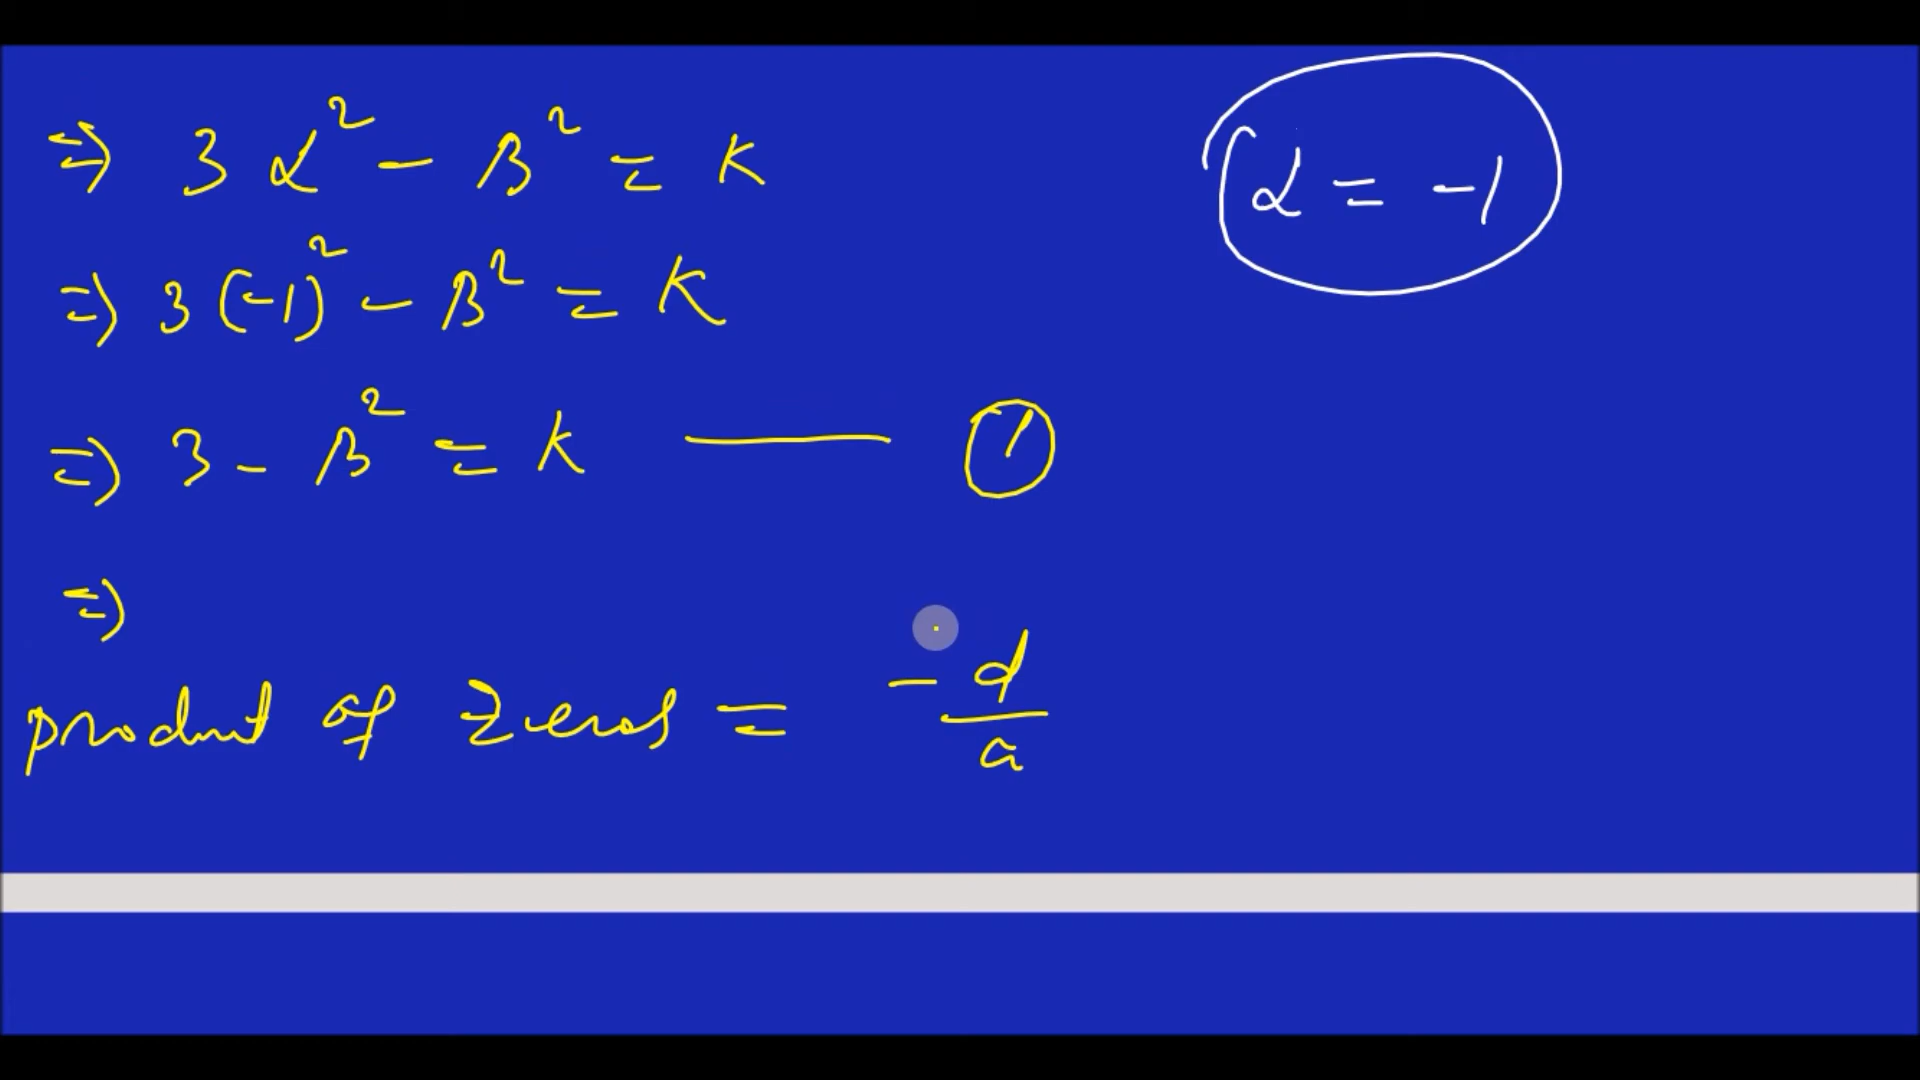 ⇒ 3α² - β² = K
α = -1
⇒ 3(-1)² - β² = K
⇒ 3 - β² = K —— ①
⇒
product of zeros = -d/a